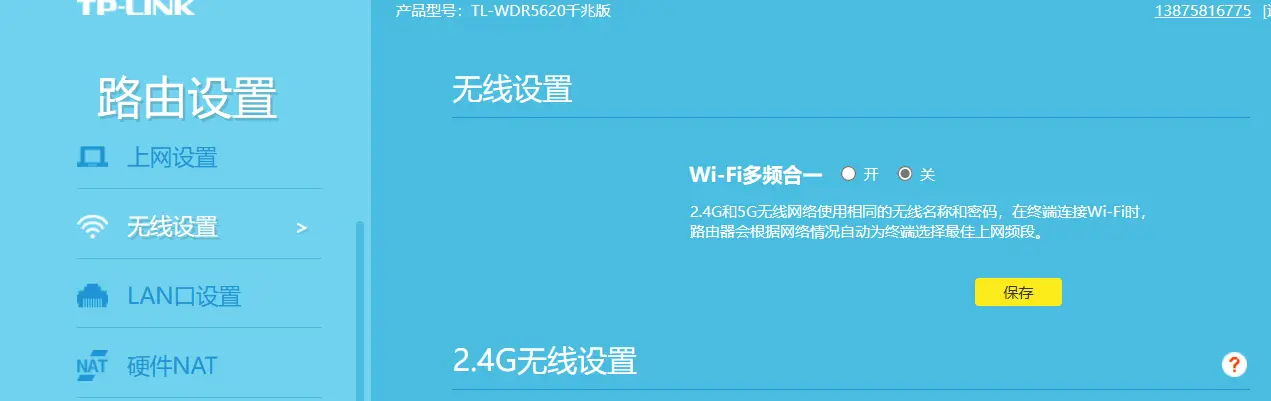 TP-LINK
产品型号：TL-WDR5620千兆版
13875816775
路由设置
上网设置
无线设置 >
LAN口设置
NAT 硬件NAT
无线设置
Wi-Fi多频合一 开 关
2.4G和5G无线网络使用相同的无线名称和密码，在终端连接Wi-Fi时，
路由器会根据网络情况自动为终端选择最佳上网频段。
保存
2.4G无线设置
?